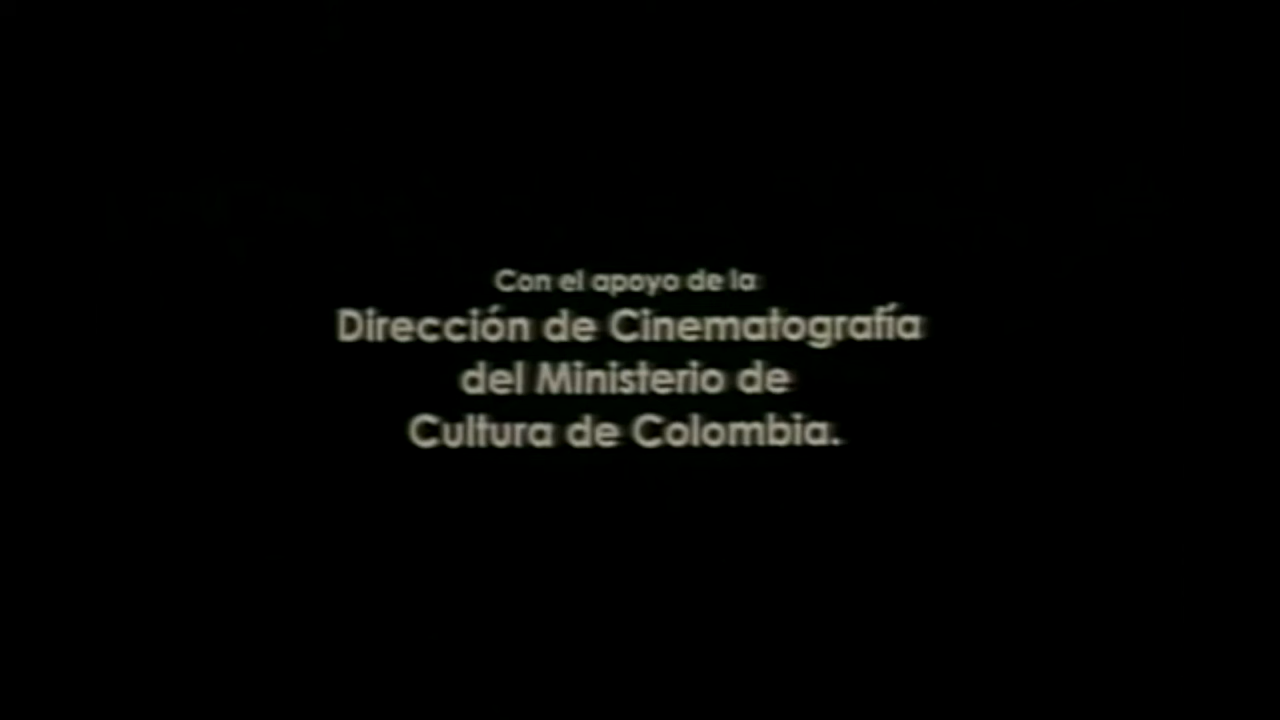 Con el apoyo de la
Dirección de Cinematografía
del Ministerio de
Cultura de Colombia.